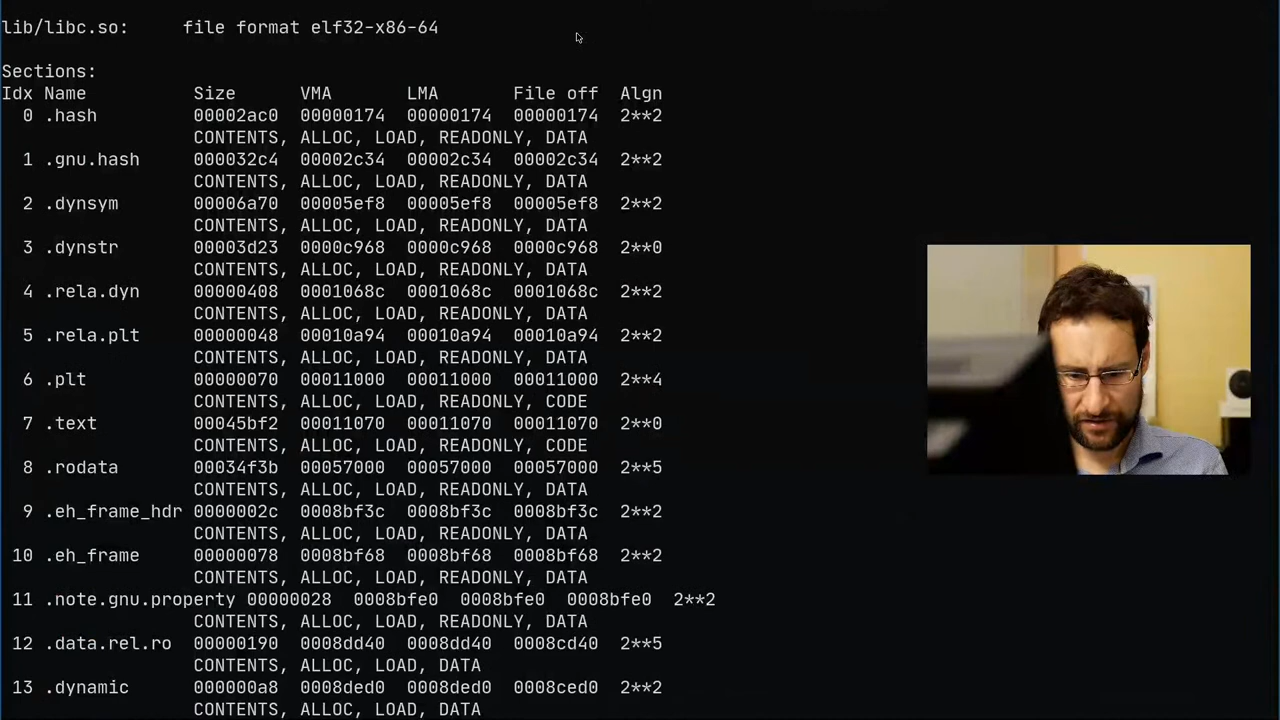 lib/libc.so:     file format elf32-x86-64
Sections:
Idx Name          Size      VMA       LMA       File off  Algn
  0 .hash         00002ac0  00000174  00000174  00000174  2**2
                  CONTENTS, ALLOC, LOAD, READONLY, DATA
  1 .gnu.hash     000032c4  00002c34  00002c34  00002c34  2**2
                  CONTENTS, ALLOC, LOAD, READONLY, DATA
  2 .dynsym       00006a70  00005ef8  00005ef8  00005ef8  2**2
                  CONTENTS, ALLOC, LOAD, READONLY, DATA
  3 .dynstr       00003d23  0000c968  0000c968  0000c968  2**0
                  CONTENTS, ALLOC, LOAD, READONLY, DATA
  4 .rela.dyn     00000408  0001068c  0001068c  0001068c  2**2
                  CONTENTS, ALLOC, LOAD, READONLY, DATA
  5 .rela.plt     00000048  00010a94  00010a94  00010a94  2**2
                  CONTENTS, ALLOC, LOAD, READONLY, DATA
  6 .plt          00000070  00011000  00011000  00011000  2**4
                  CONTENTS, ALLOC, LOAD, READONLY, CODE
  7 .text         00045bf2  00011070  00011070  00011070  2**0
                  CONTENTS, ALLOC, LOAD, READONLY, CODE
  8 .rodata       00034f3b  00057000  00057000  00057000  2**5
                  CONTENTS, ALLOC, LOAD, READONLY, DATA
  9 .eh_frame_hdr 0000002c  0008bf3c  0008bf3c  0008bf3c  2**2
                  CONTENTS, ALLOC, LOAD, READONLY, DATA
 10 .eh_frame     00000078  0008bf68  0008bf68  0008bf68  2**2
                  CONTENTS, ALLOC, LOAD, READONLY, DATA
 11 .note.gnu.property 00000028  0008bfe0  0008bfe0  0008bfe0  2**2
                  CONTENTS, ALLOC, LOAD, READONLY, DATA
 12 .data.rel.ro  00000190  0008dd40  0008dd40  0008cd40  2**5
                  CONTENTS, ALLOC, LOAD, DATA
 13 .dynamic      000000a8  0008ded0  0008ded0  0008ced0  2**2
                  CONTENTS, ALLOC, LOAD, DATA